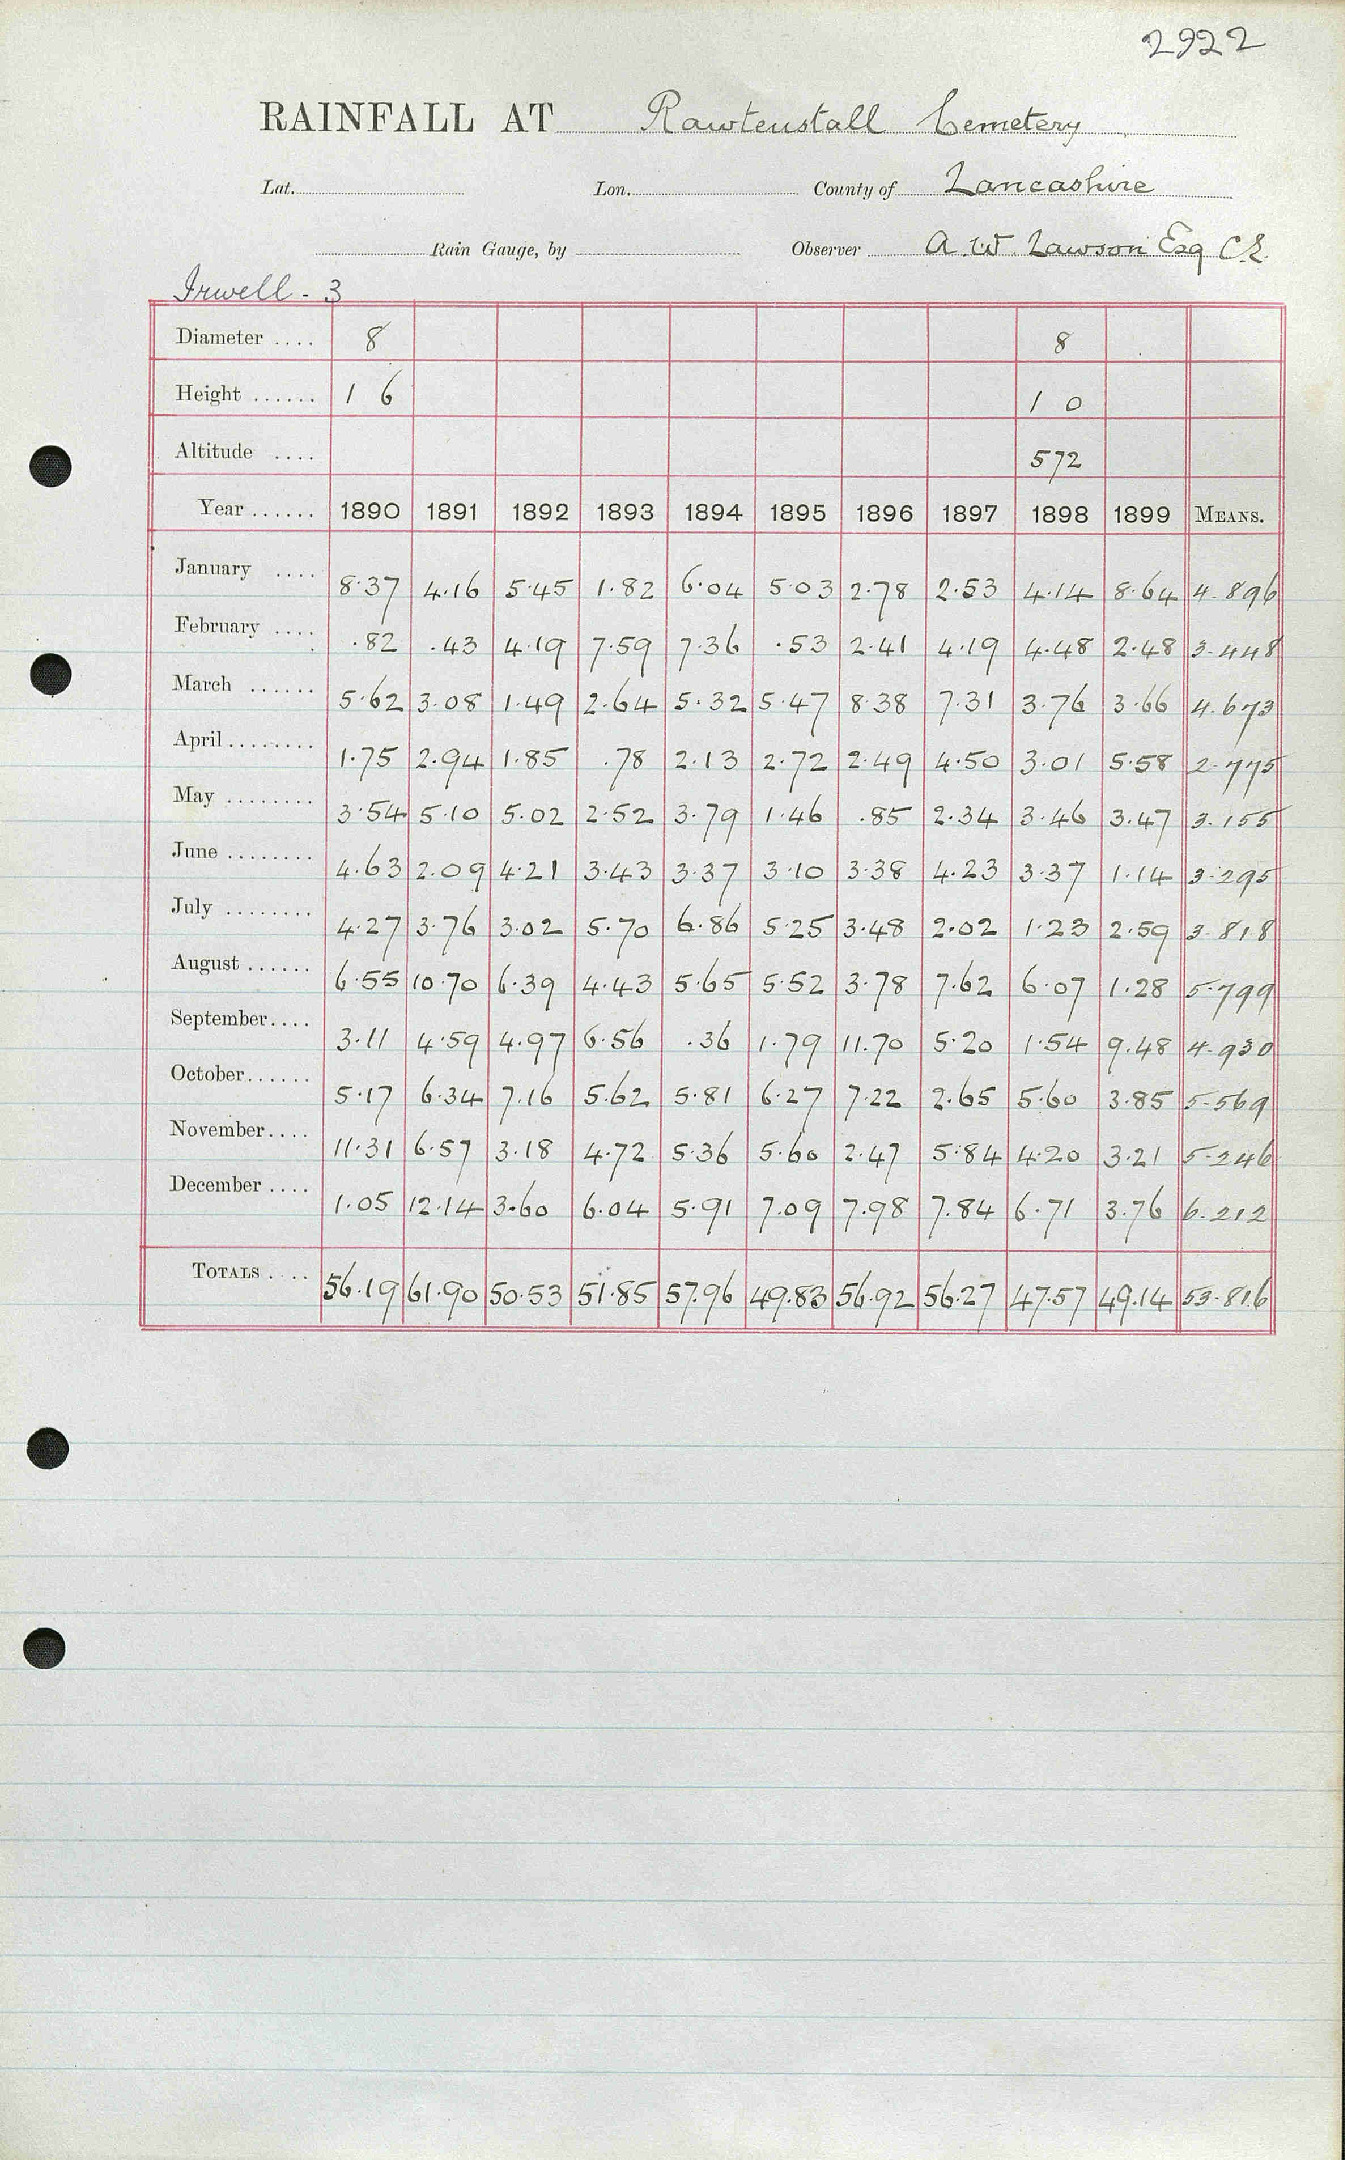 2922
RAINFALL AT Rawtenstall Cemetery
Lat. Lon. County of Lancashire
Rain Gauge, by Observer A. W. Lawson Esq C.E.
Irwell - 3
Diameter .... 8 8
Height ...... 1 6 1 0
Altitude .... 572
Year ...... 1890 1891 1892 1893 1894 1895 1896 1897 1898 1899 MEANS.
January .... 8.37 4.16 5.45 1.82 6.04 5.03 2.78 2.53 4.14 8.64 4.896
February .... .82 .43 4.19 7.59 7.36 .53 2.41 4.19 4.48 2.48 3.448
March ...... 5.62 3.08 1.49 2.64 5.32 5.47 8.38 7.31 3.76 3.66 4.673
April ........ 1.75 2.94 1.85 .78 2.13 2.72 2.49 4.50 3.01 5.58 2.775
May ........ 3.54 5.10 5.02 2.52 3.79 1.46 .85 2.34 3.46 3.47 3.155
June ........ 4.63 2.09 4.21 3.43 3.37 3.10 3.38 4.23 3.37 1.14 3.295
July ........ 4.27 3.76 3.02 5.70 6.86 5.25 3.48 2.02 1.23 2.59 3.818
August ...... 6.55 10.70 6.39 4.43 5.65 5.52 3.78 7.62 6.07 1.28 5.799
September.... 3.11 4.59 4.97 6.56 .36 1.79 11.70 5.20 1.54 9.48 4.930
October...... 5.17 6.34 7.16 5.62 5.81 6.27 7.22 2.65 5.60 3.85 5.569
November.... 11.31 6.57 3.18 4.72 5.36 5.60 2.47 5.84 4.20 3.21 5.246
December .... 1.05 12.14 3.60 6.04 5.91 7.09 7.98 7.84 6.71 3.76 6.212
TOTALS .... 56.19 61.90 50.53 51.85 57.96 49.83 56.92 56.27 47.57 49.14 53.816